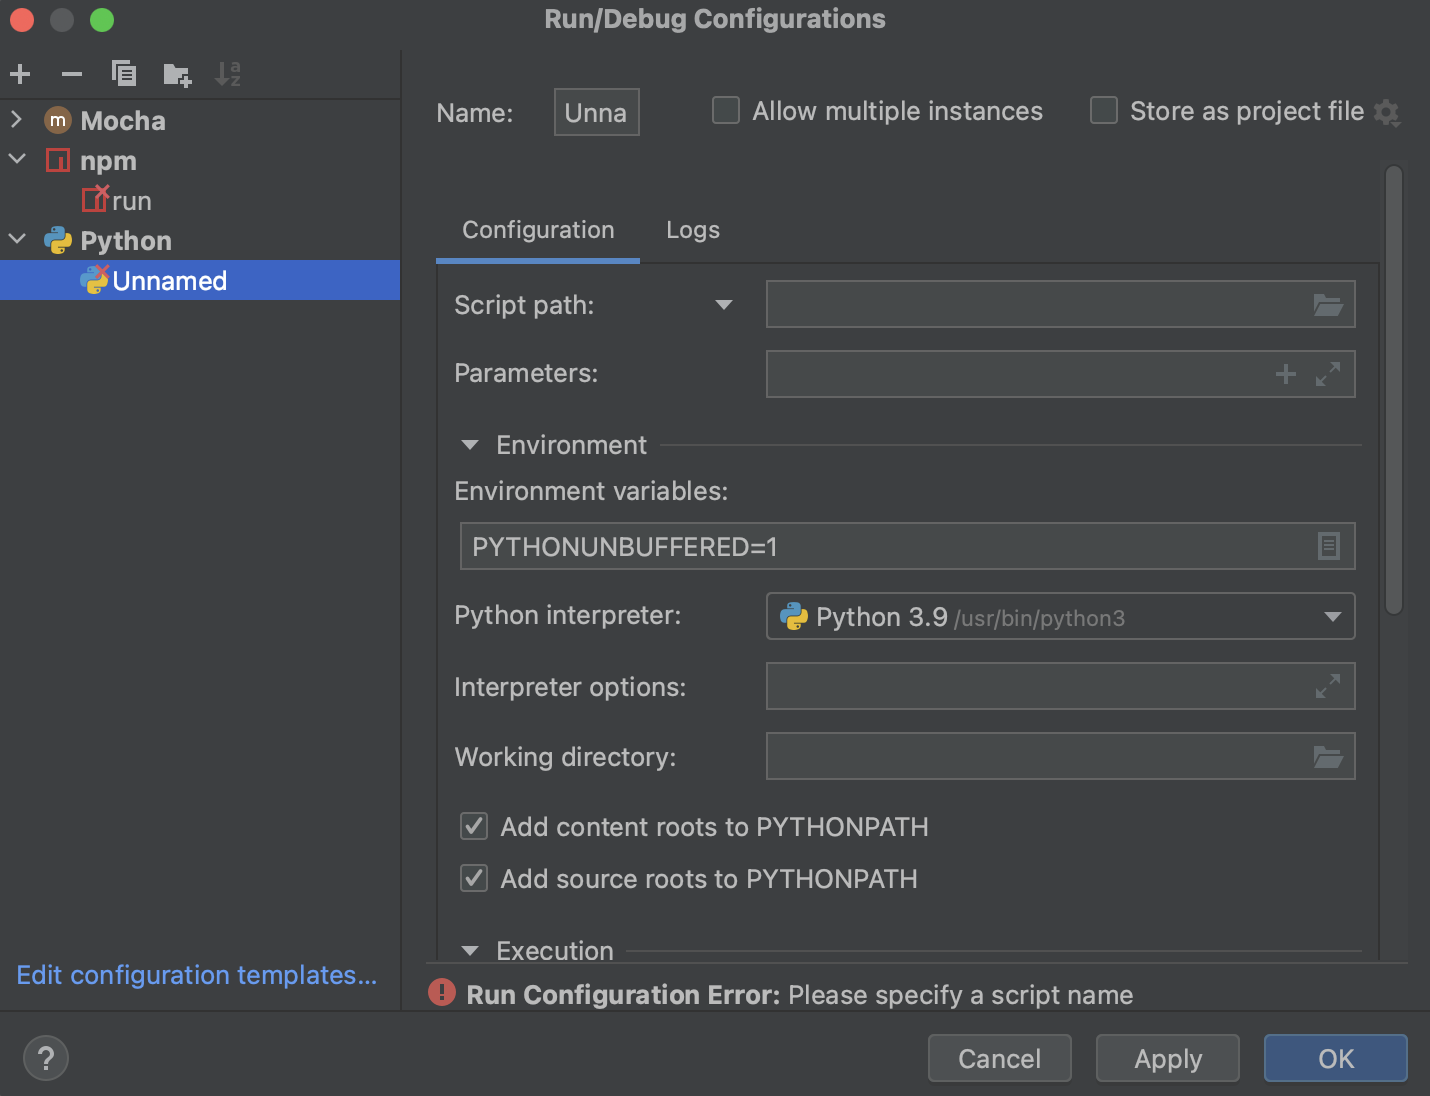 Run/Debug Configurations
Mocha
npm
run
Python
Unnamed
Edit configuration templates...
Name: Unna Allow multiple instances Store as project file
Configuration Logs
Script path:
Parameters:
Environment
Environment variables:
PYTHONUNBUFFERED=1
Python interpreter: Python 3.9 /usr/bin/python3
Interpreter options:
Working directory:
Add content roots to PYTHONPATH
Add source roots to PYTHONPATH
Execution
Run Configuration Error: Please specify a script name
? Cancel Apply OK